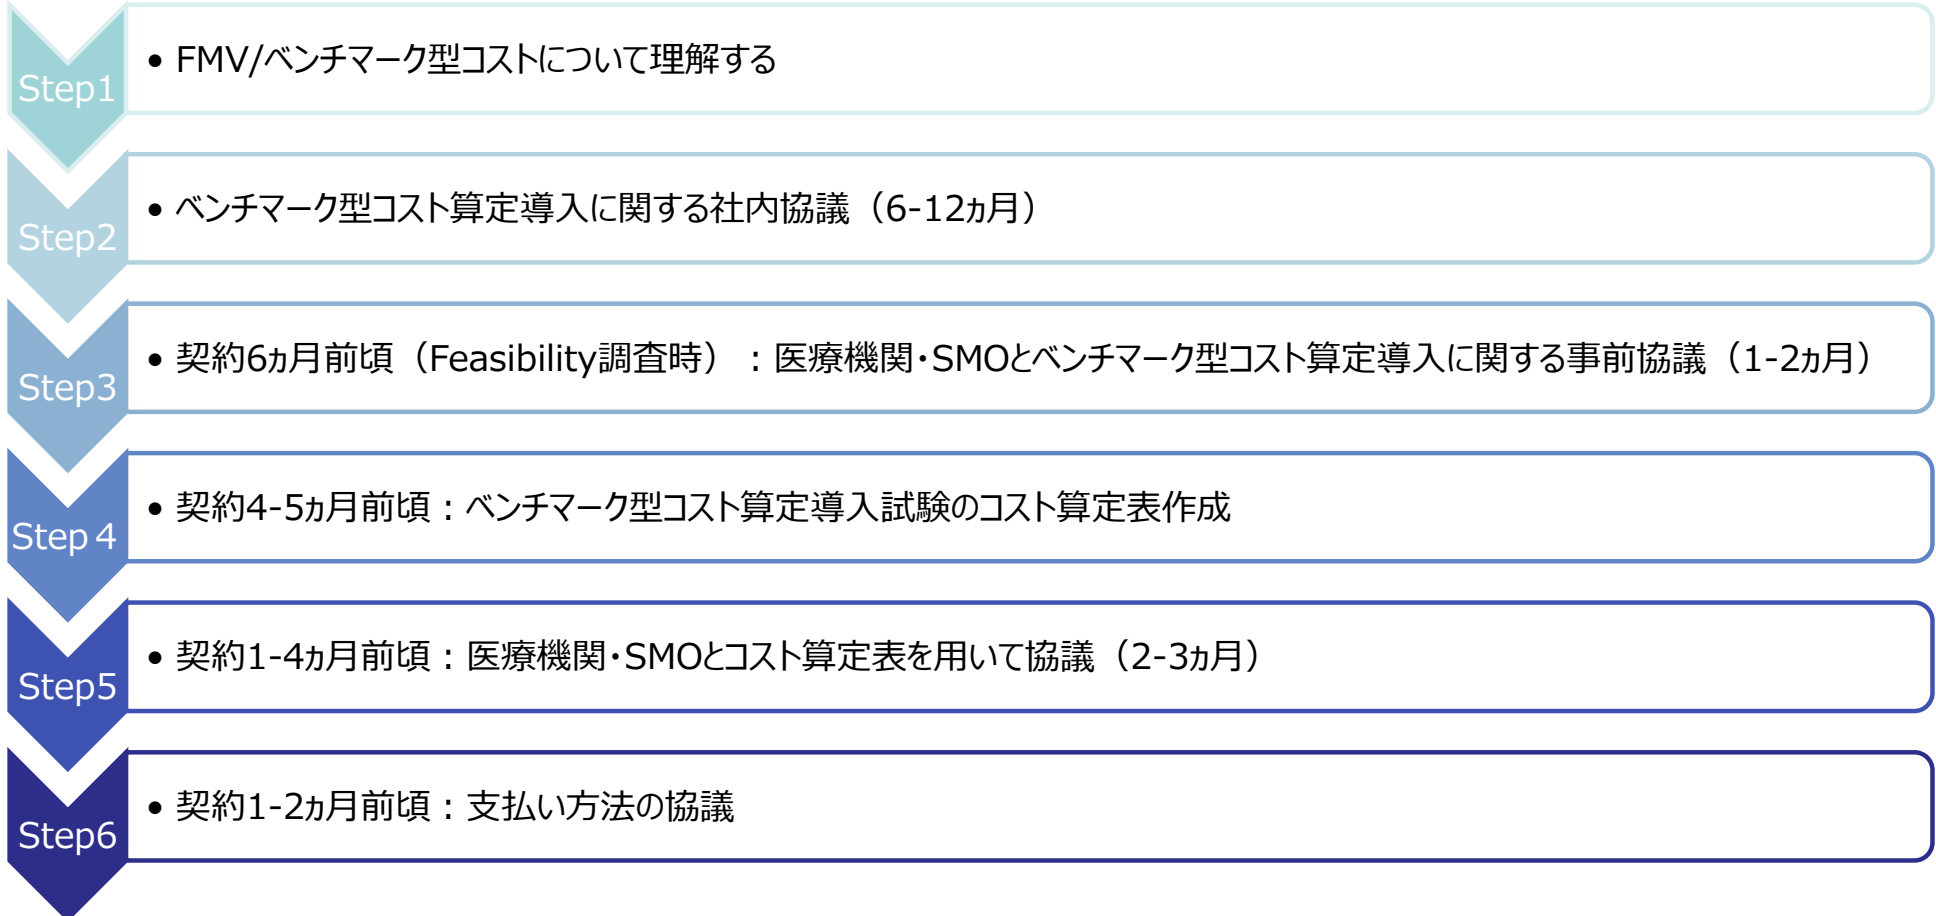 Step1
• FMV/ベンチマーク型コストについて理解する
Step2
• ベンチマーク型コスト算定導入に関する社内協議（6-12ヵ月）
Step3
• 契約6ヵ月前頃（Feasibility調査時）：医療機関・SMOとベンチマーク型コスト算定導入に関する事前協議（1-2ヵ月）
Step４
• 契約4-5ヵ月前頃：ベンチマーク型コスト算定導入試験のコスト算定表作成
Step5
• 契約1-4ヵ月前頃：医療機関・SMOとコスト算定表を用いて協議（2-3ヵ月）
Step6
• 契約1-2ヵ月前頃：支払い方法の協議